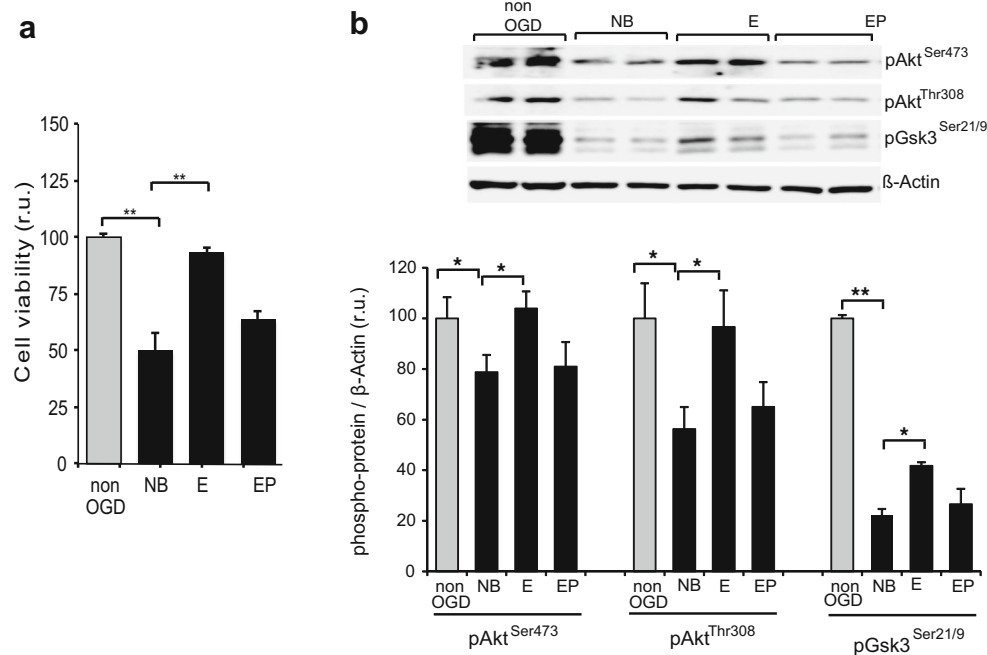 a
150
125
100
75
50
25
0
Cell viability (r.u.)
**
**
non
OGD
NB
E
EP
b
non
OGD
NB
E
EP
pAkt^Ser473
pAkt^Thr308
pGsk3^Ser21/9
ß-Actin
phospho-protein / β-Actin (r.u.)
120
100
80
60
40
20
0
*
*
*
*
**
*
non
OGD
NB
E
EP
non
OGD
NB
E
EP
non
OGD
NB
E
EP
pAkt^Ser473
pAkt^Thr308
pGsk3^Ser21/9